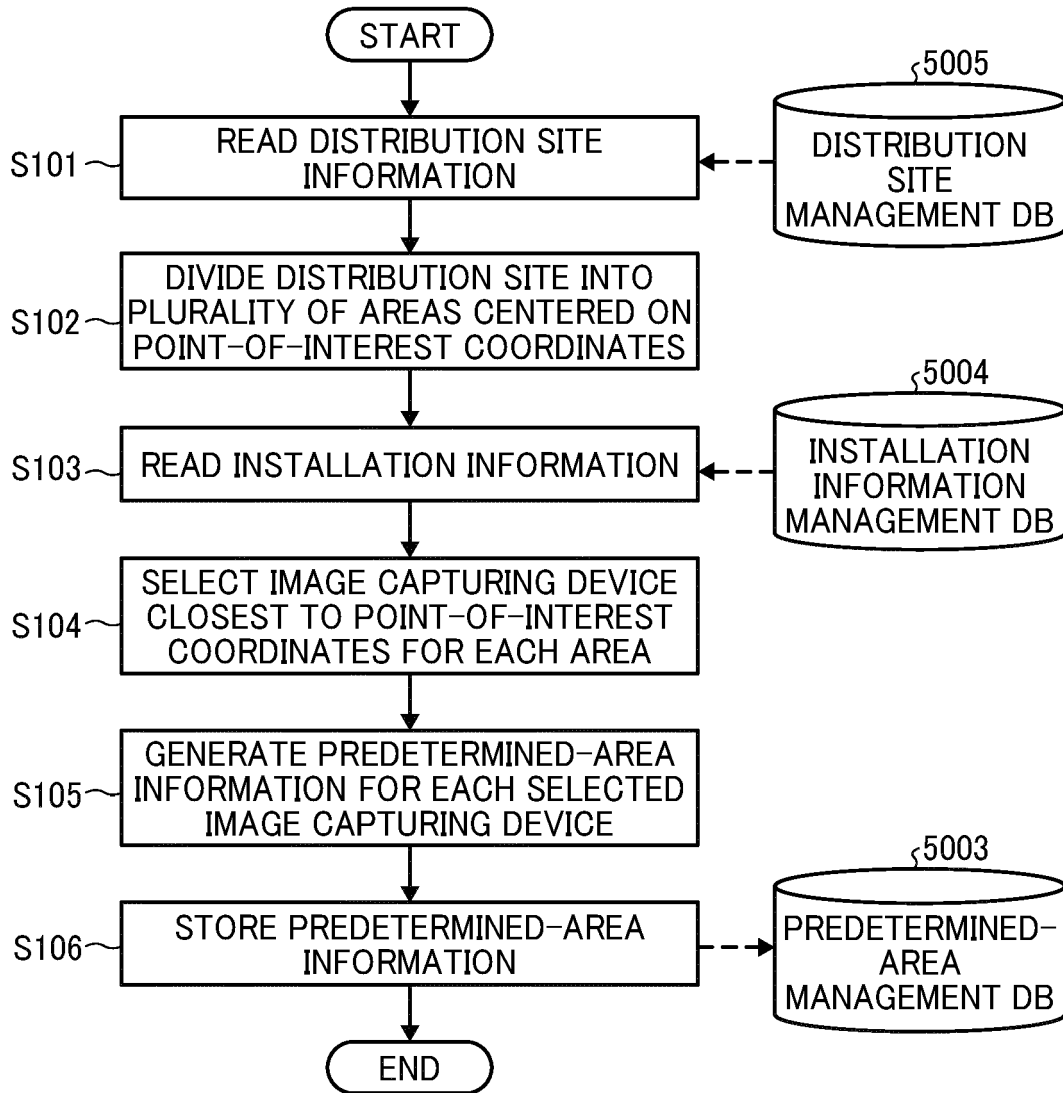 START
5005
S101
READ DISTRIBUTION SITE
INFORMATION
DISTRIBUTION
SITE
MANAGEMENT DB
S102
DIVIDE DISTRIBUTION SITE INTO
PLURALITY OF AREAS CENTERED ON
POINT-OF-INTEREST COORDINATES
5004
S103
READ INSTALLATION INFORMATION
INSTALLATION
INFORMATION
MANAGEMENT DB
S104
SELECT IMAGE CAPTURING DEVICE
CLOSEST TO POINT-OF-INTEREST
COORDINATES FOR EACH AREA
S105
GENERATE PREDETERMINED-AREA
INFORMATION FOR EACH SELECTED
IMAGE CAPTURING DEVICE
5003
S106
STORE PREDETERMINED-AREA
INFORMATION
PREDETERMINED-
AREA
MANAGEMENT DB
END